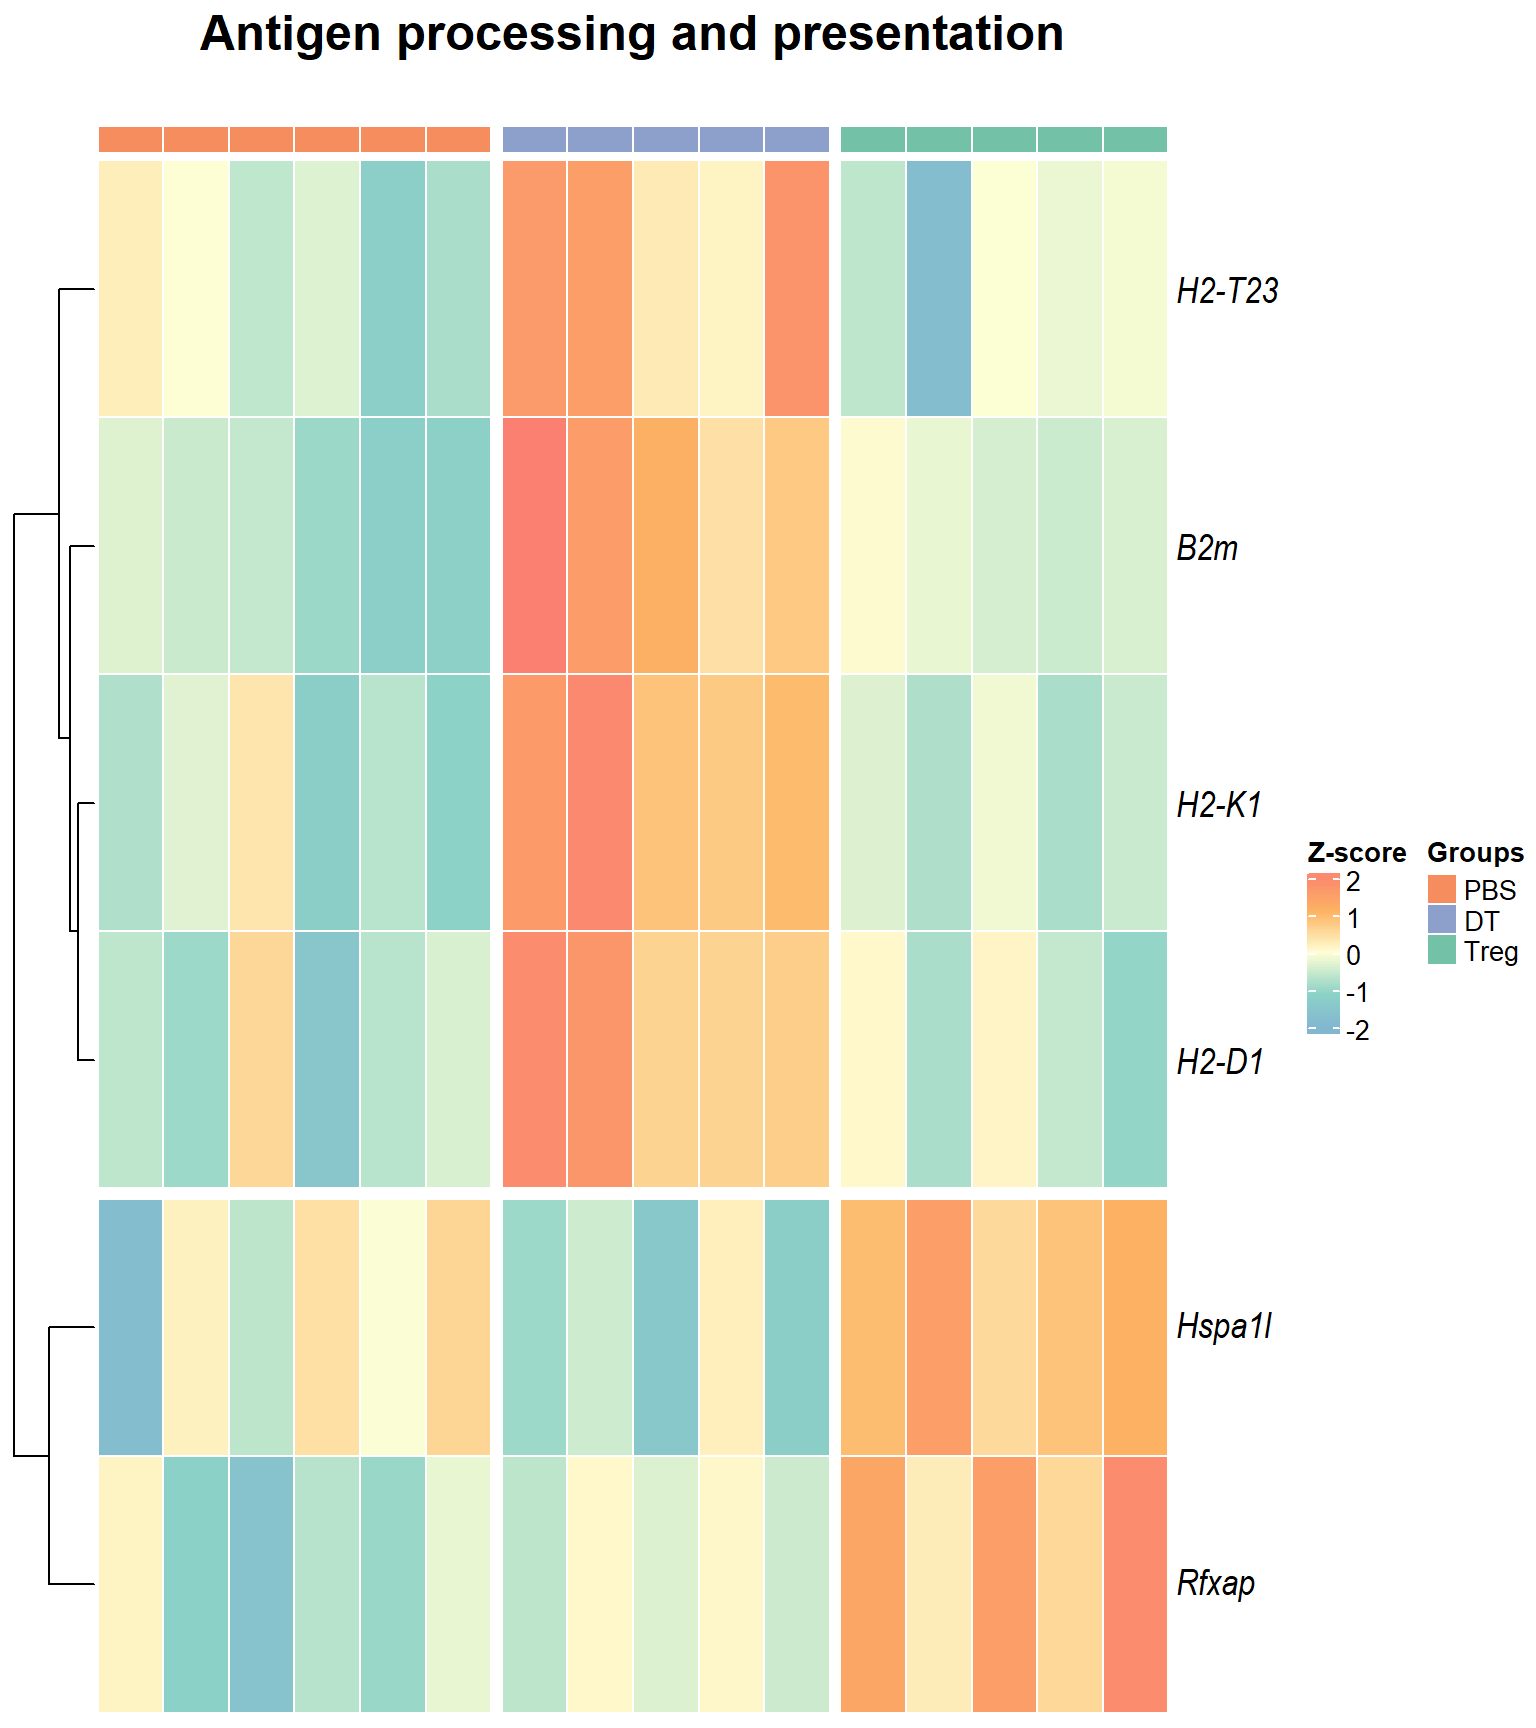 Antigen processing and presentation
H2-T23
B2m
H2-K1
H2-D1
Hspa1l
Rfxap
Z-score
2
1
0
-1
-2
Groups
PBS
DT
Treg